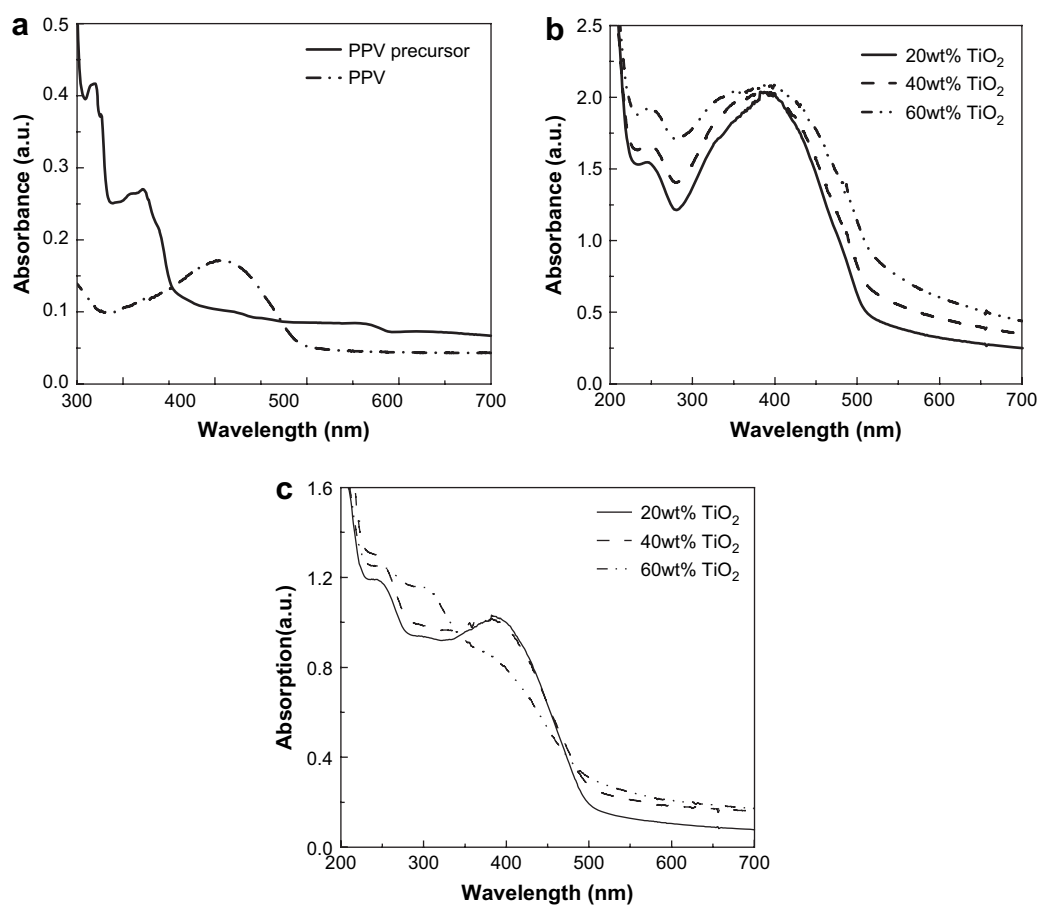 a
0.5
0.4
0.3
0.2
0.1
0.0
Absorbance (a.u.)
PPV precursor
PPV
300
400
500
600
700
Wavelength (nm)
b
2.5
2.0
1.5
1.0
0.5
0.0
Absorbance (a.u.)
20wt% TiO₂
40wt% TiO₂
60wt% TiO₂
200
300
400
500
600
700
Wavelength (nm)
c
1.6
1.2
0.8
0.4
0.0
Absorption(a.u.)
20wt% TiO₂
40wt% TiO₂
60wt% TiO₂
200
300
400
500
600
700
Wavelength (nm)